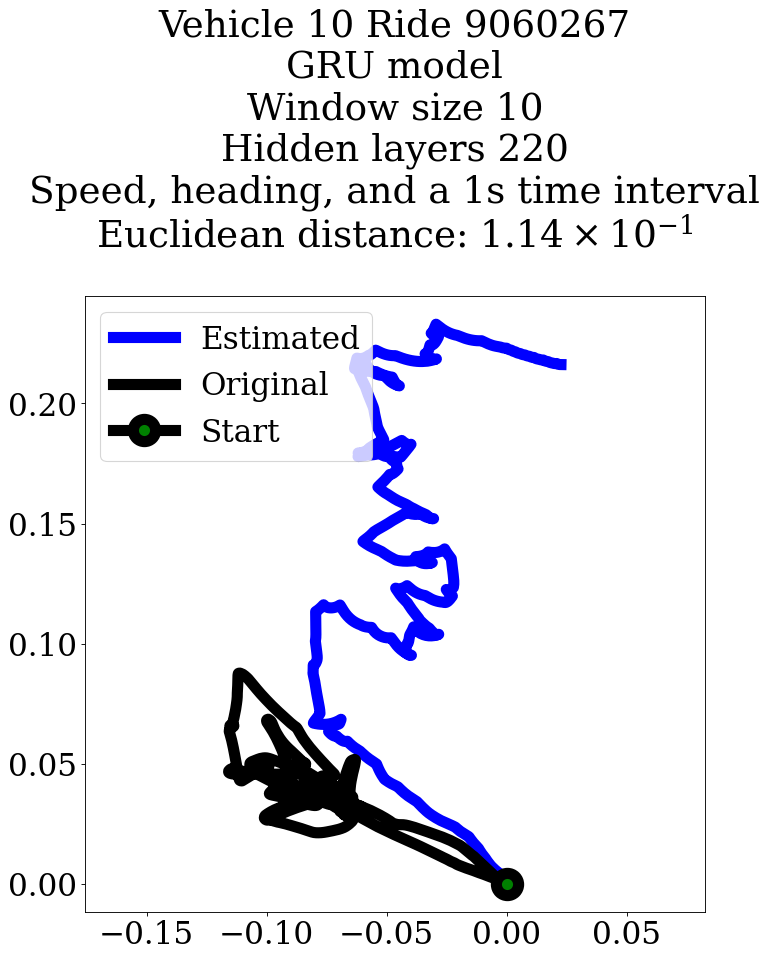 Vehicle 10 Ride 9060267
GRU model
Window size 10
Hidden layers 220
Speed, heading, and a 1s time interval
Euclidean distance: 1.14 × 10⁻¹
Estimated
Original
Start
0.20
0.15
0.10
0.05
0.00
−0.15 −0.10 −0.05 0.00 0.05